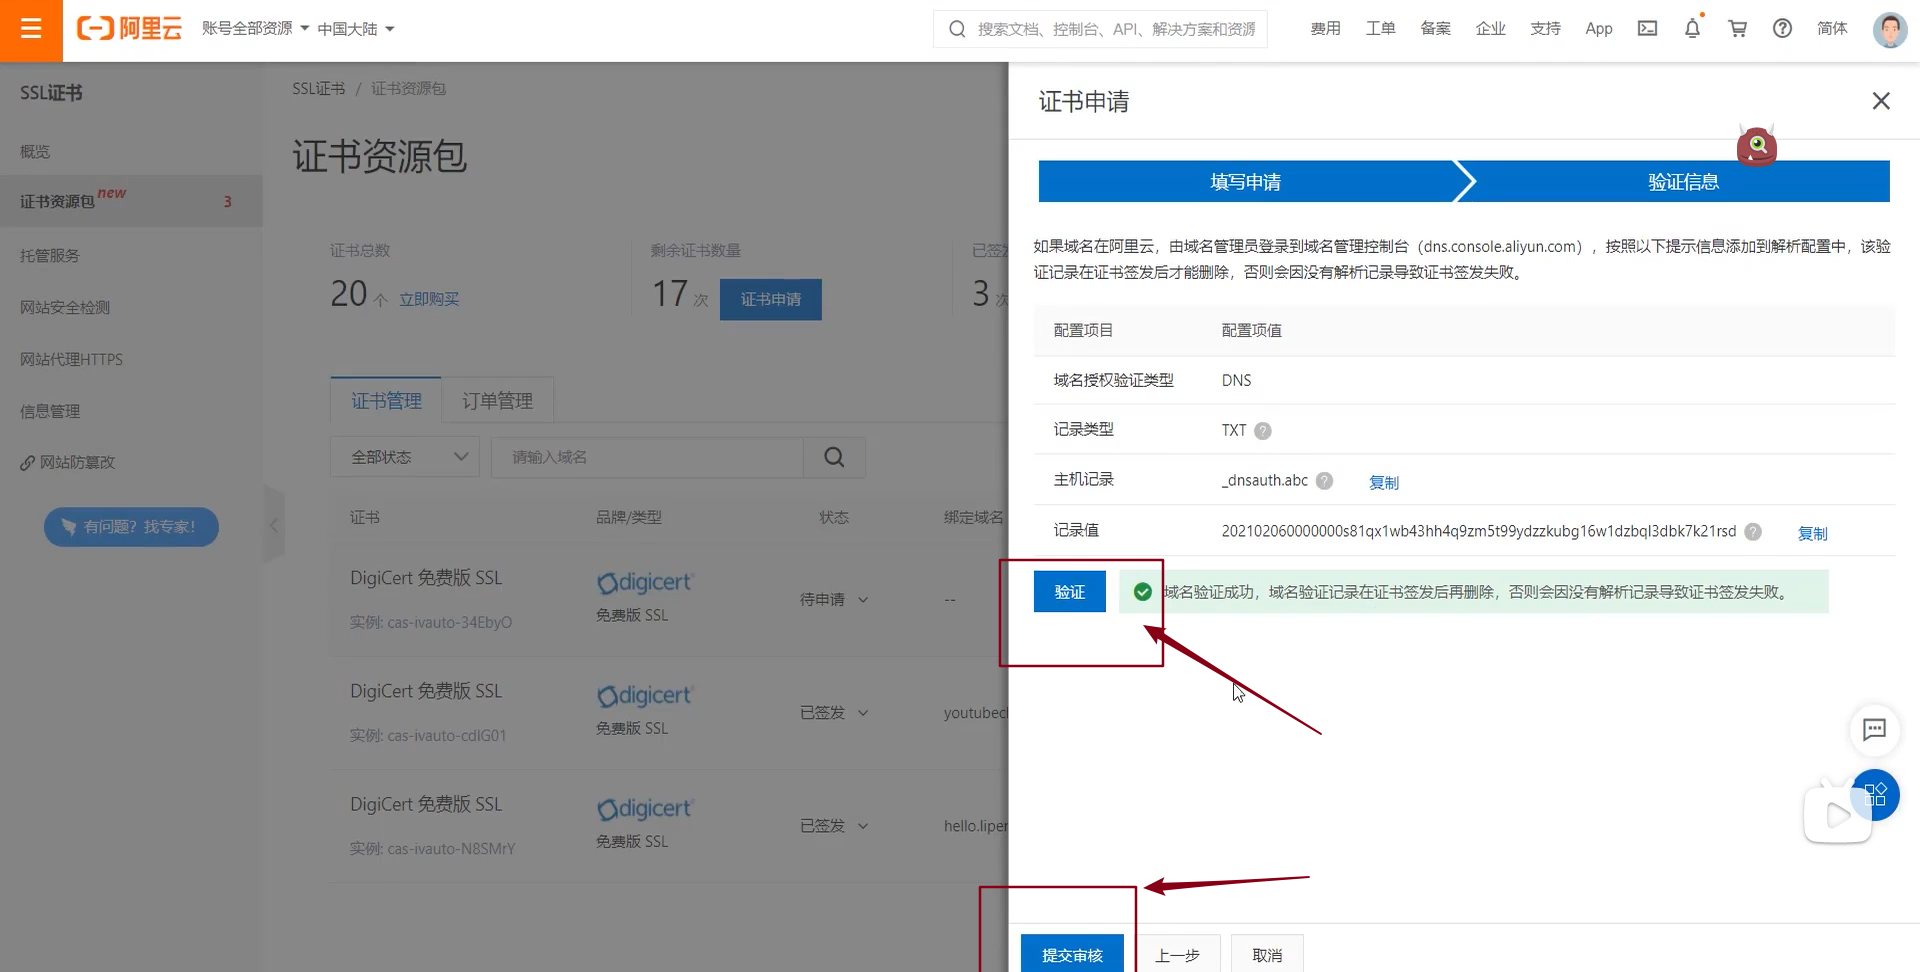 阿里云
账号全部资源
中国大陆
搜索文档、控制台、API、解决方案和资源
费用
工单
备案
企业
支持
App
简体
SSL证书
概览
证书资源包 new 3
托管服务
网站安全检测
网站代理HTTPS
信息管理
网站防篡改
有问题？找专家！
SSL证书 / 证书资源包
证书资源包
证书总数
20 个 立即购买
剩余证书数量
17 次 证书申请
已签发
3 次
证书管理
订单管理
全部状态
请输入域名
证书 品牌/类型 状态 绑定域名
DigiCert 免费版 SSL
实例: cas-ivauto-34EbyO
digicert
免费版 SSL
待申请
--
DigiCert 免费版 SSL
实例: cas-ivauto-cdIG01
digicert
免费版 SSL
已签发
youtubecl
DigiCert 免费版 SSL
实例: cas-ivauto-N8SMrY
digicert
免费版 SSL
已签发
hello.liper
证书申请
填写申请
验证信息
如果域名在阿里云，由域名管理员登录到域名管理控制台（dns.console.aliyun.com），按照以下提示信息添加到解析配置中，该验
证记录在证书签发后才能删除，否则会因没有解析记录导致证书签发失败。
配置项目 配置项值
域名授权验证类型 DNS
记录类型 TXT
主机记录 _dnsauth.abc 复制
记录值 202102060000000s81qx1wb43hh4q9zm5t99ydzzkubg16w1dzbql3dbk7k21rsd 复制
验证
域名验证成功，域名验证记录在证书签发后再删除，否则会因没有解析记录导致证书签发失败。
提交审核
上一步
取消